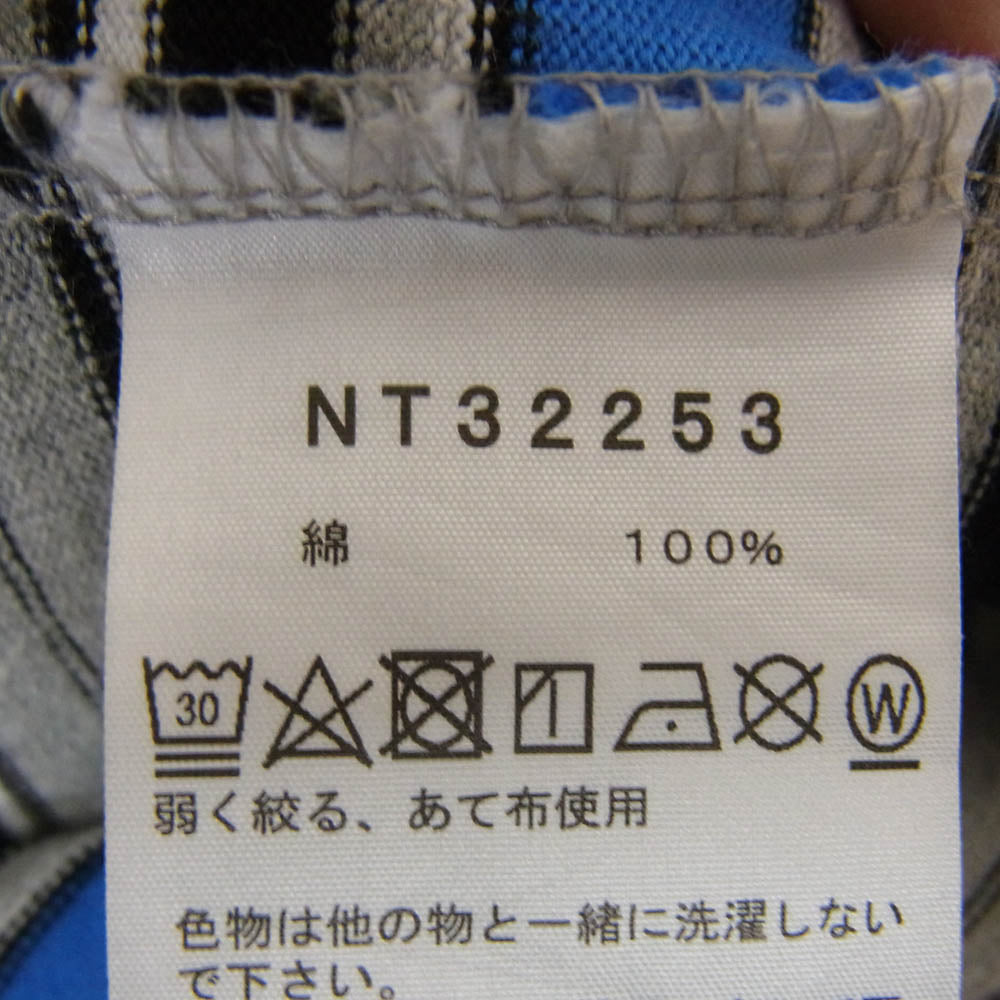 NT32253
綿 100%
30 W
弱く絞る、あて布使用
色物は他の物と一緒に洗濯しない
で下さい。